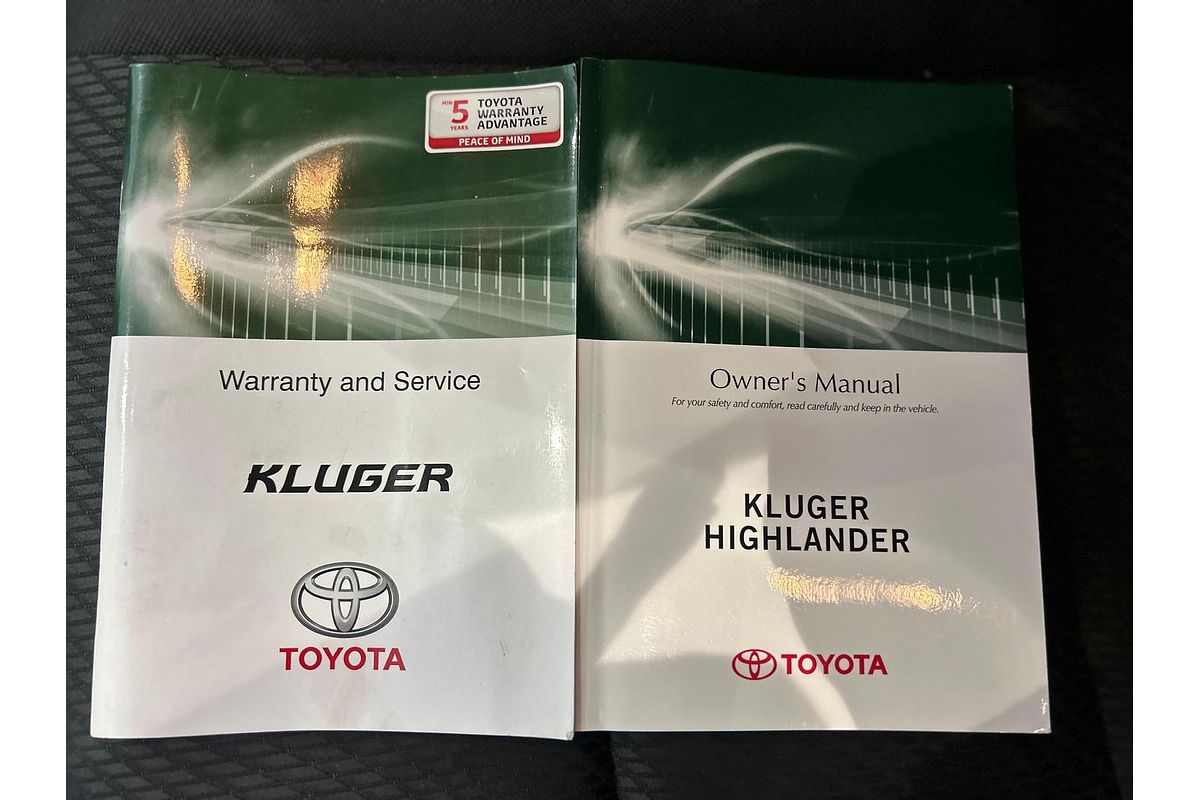 MIN
5
YEARS
TOYOTA
WARRANTY
ADVANTAGE
PEACE OF MIND
Warranty and Service
KLUGER
TOYOTA
Owner's Manual
For your safety and comfort, read carefully and keep in the vehicle.
KLUGER
HIGHLANDER
TOYOTA